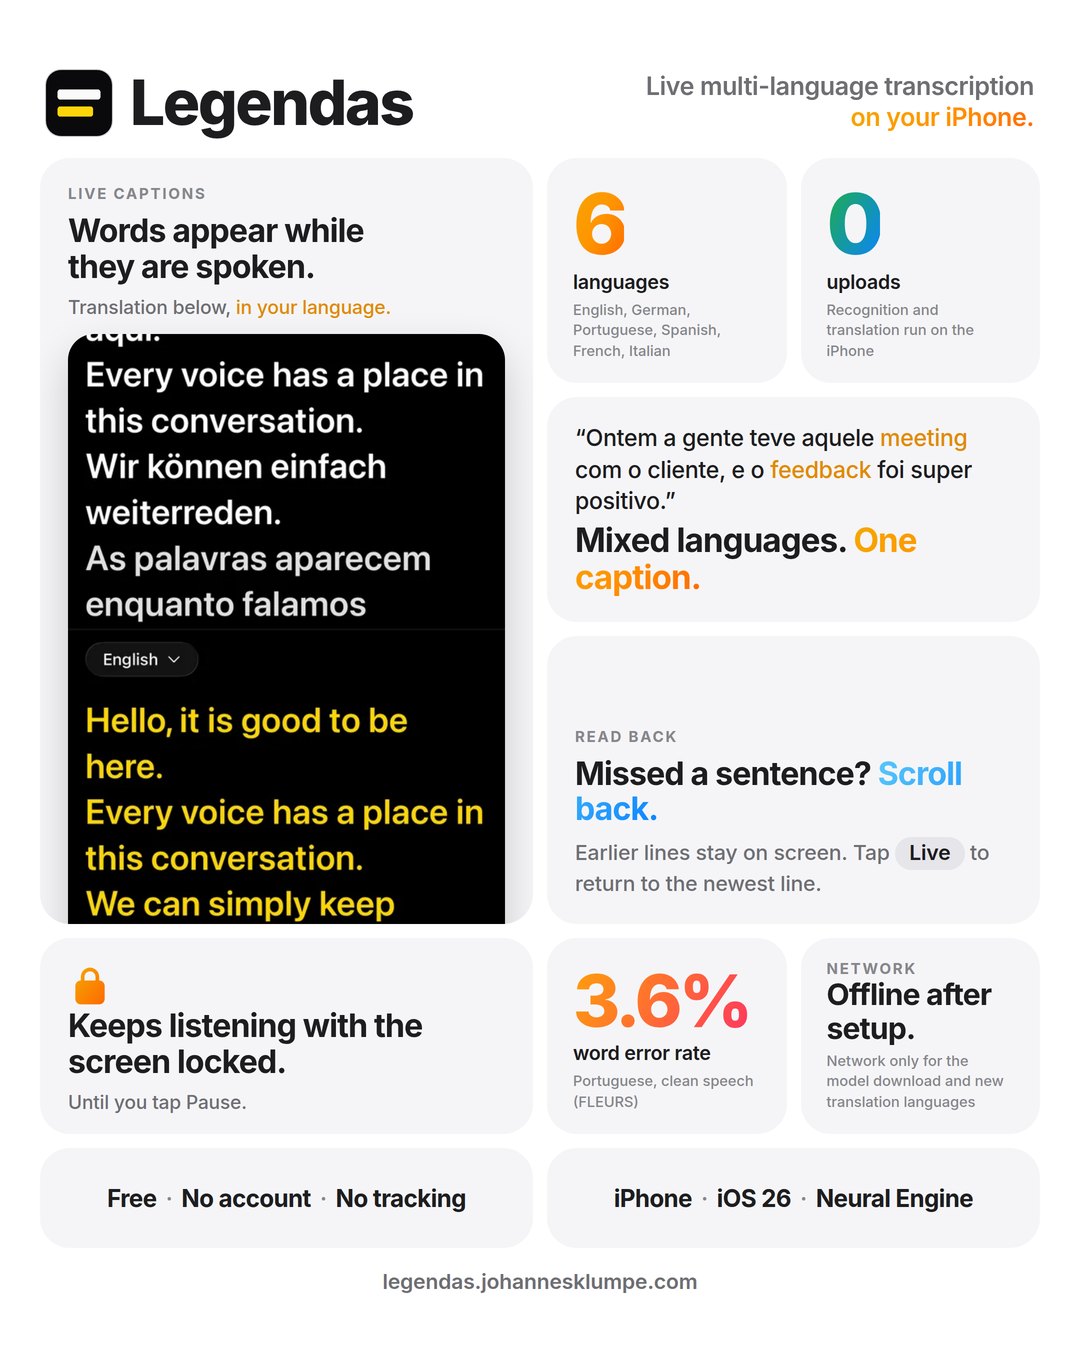 Legendas
Live multi-language transcription
on your iPhone.
LIVE CAPTIONS
Words appear while
they are spoken.
Translation below, in your language.
aqui.
Every voice has a place in
this conversation.
Wir können einfach
weiterreden.
As palavras aparecem
enquanto falamos
English
Hello, it is good to be
here.
Every voice has a place in
this conversation.
We can simply keep
6
languages
English, German,
Portuguese, Spanish,
French, Italian
0
uploads
Recognition and
translation run on the
iPhone
“Ontem a gente teve aquele meeting
com o cliente, e o feedback foi super
positivo.”
Mixed languages. One
caption.
READ BACK
Missed a sentence? Scroll
back.
Earlier lines stay on screen. Tap Live to
return to the newest line.
Keeps listening with the
screen locked.
Until you tap Pause.
3.6%
word error rate
Portuguese, clean speech
(FLEURS)
NETWORK
Offline after
setup.
Network only for the
model download and new
translation languages
Free · No account · No tracking
iPhone · iOS 26 · Neural Engine
legendas.johannesklumpe.com